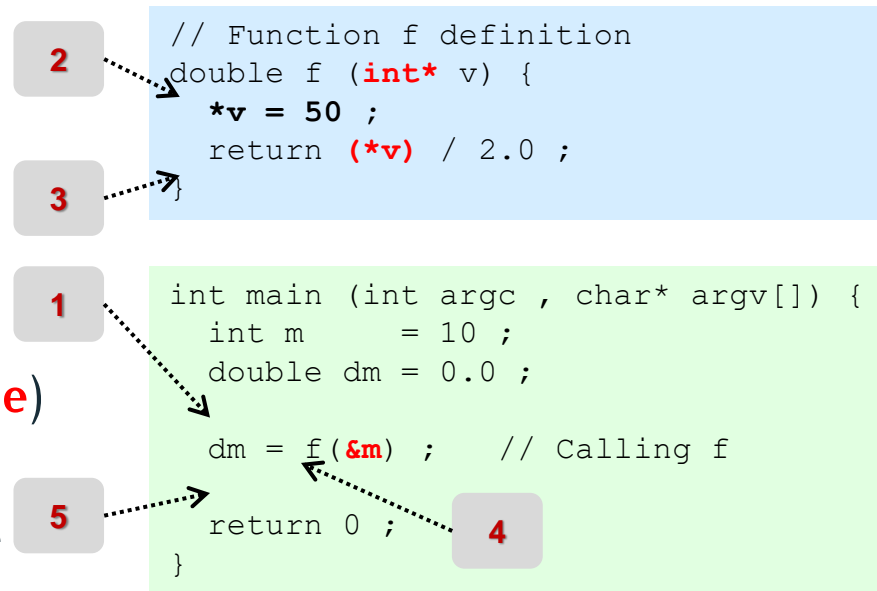 2
// Function f definition
double f (int* v) {
*v = 50 ;
return (*v) / 2.0 ;
}
3
1
int main (int argc , char* argv[]) {
int m     = 10 ;
double dm = 0.0 ;
e)
dm = f(&m) ;   // Calling f
5
return 0 ;
4
}